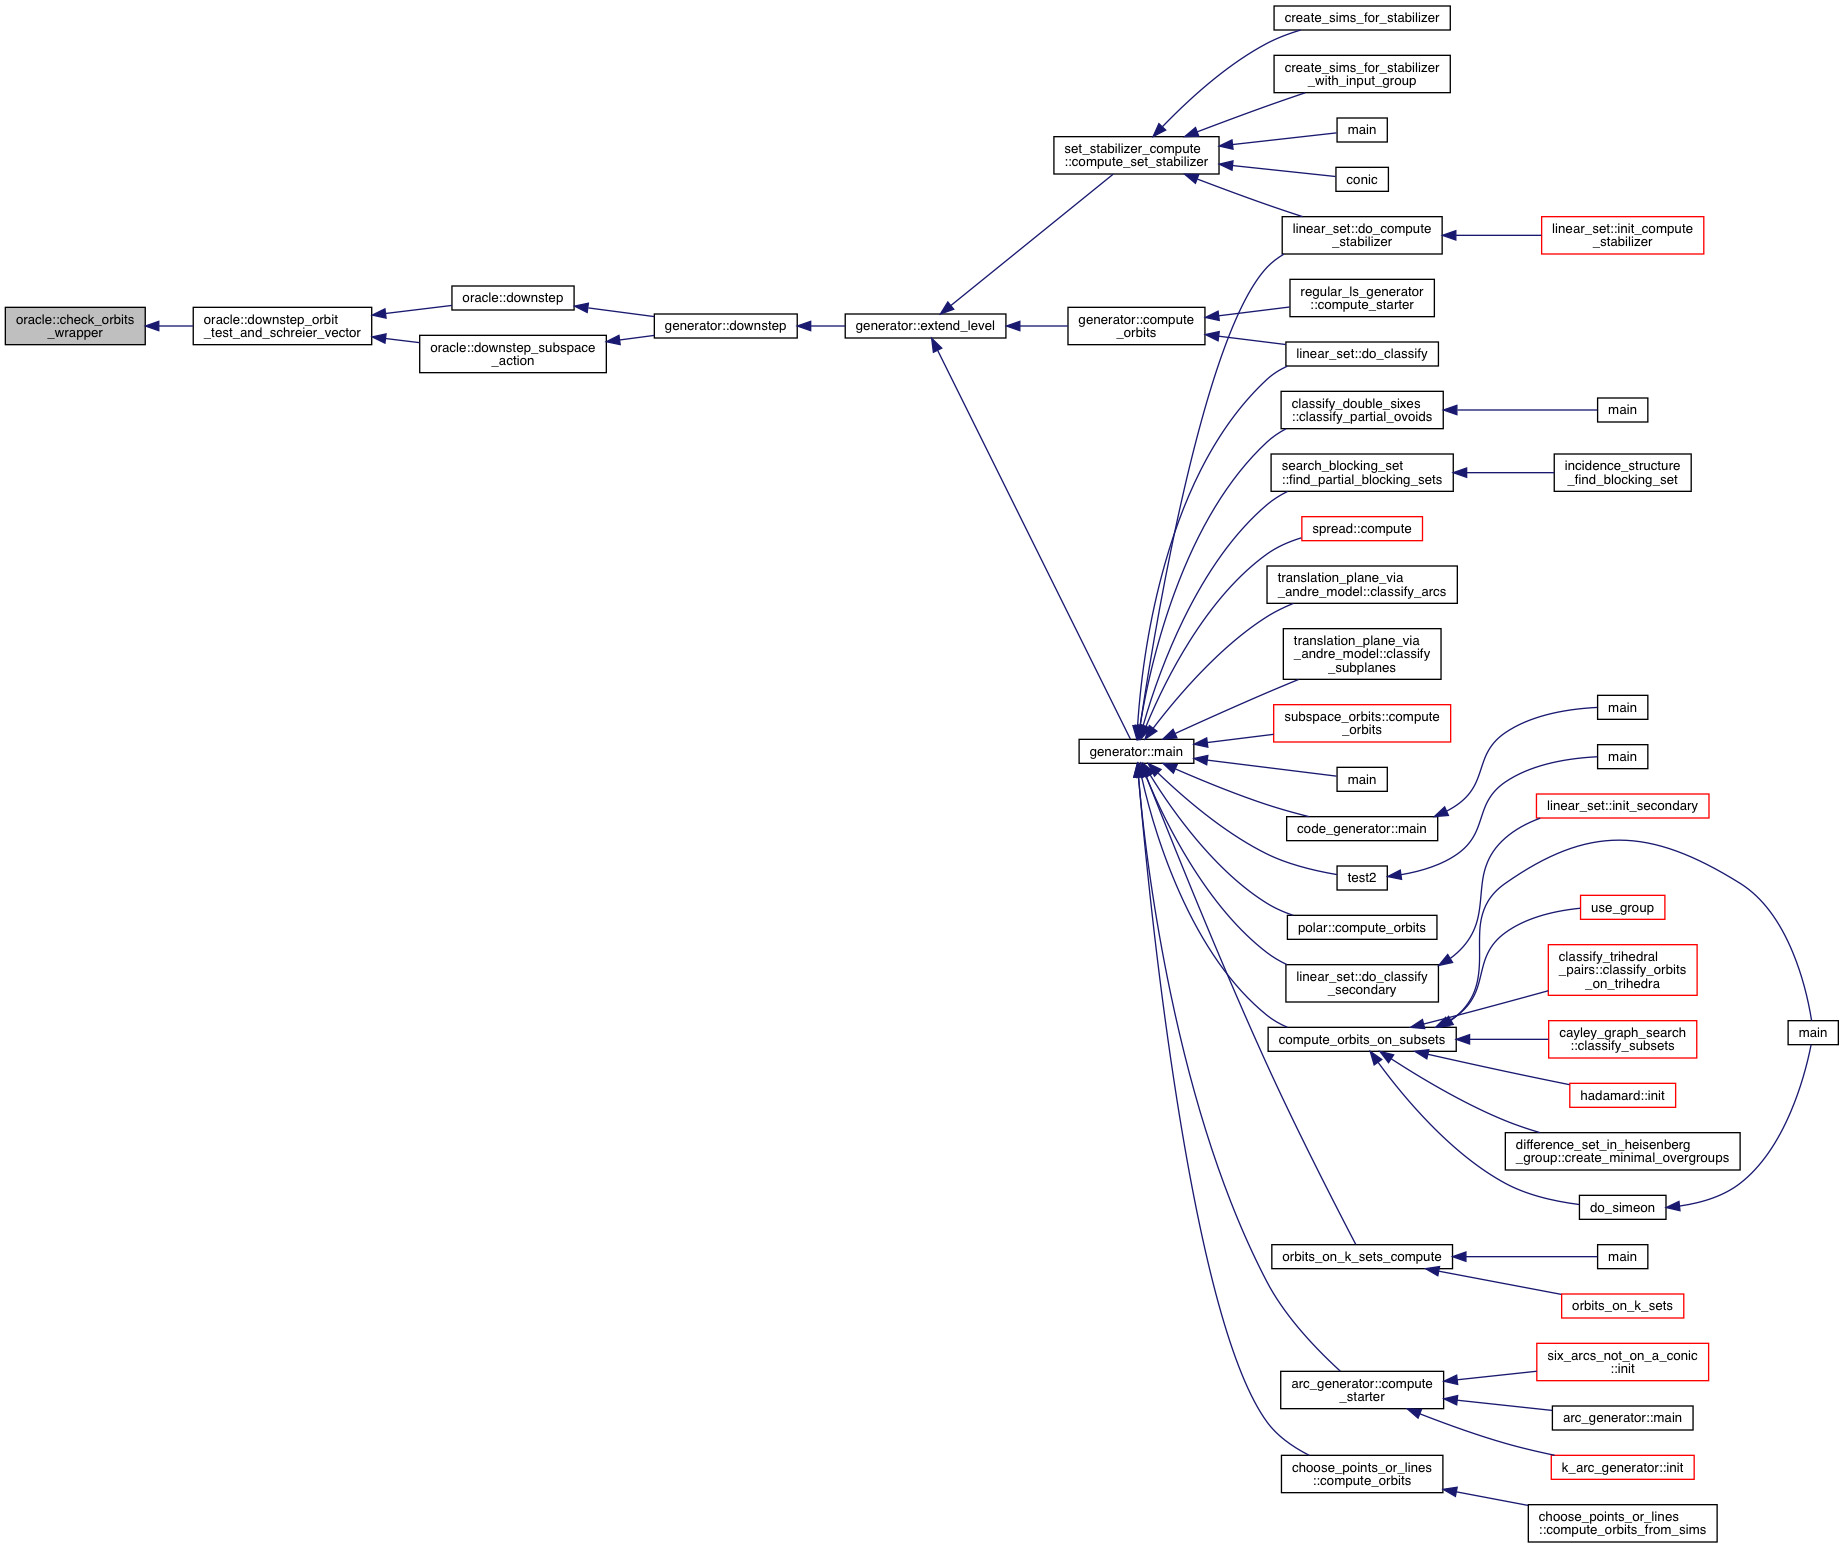 oracle::check_orbits
_wrapper
oracle::downstep_orbit
_test_and_schreier_vector
oracle::downstep
oracle::downstep_subspace
_action
generator::downstep
generator::extend_level
set_stabilizer_compute
::compute_set_stabilizer
generator::compute
_orbits
generator::main
create_sims_for_stabilizer
create_sims_for_stabilizer
_with_input_group
main
conic
linear_set::do_compute
_stabilizer
linear_set::init_compute
_stabilizer
regular_ls_generator
::compute_starter
linear_set::do_classify
classify_double_sixes
::classify_partial_ovoids
main
search_blocking_set
::find_partial_blocking_sets
incidence_structure
_find_blocking_set
spread::compute
translation_plane_via
_andre_model::classify_arcs
translation_plane_via
_andre_model::classify
_subplanes
subspace_orbits::compute
_orbits
main
code_generator::main
main
test2
main
polar::compute_orbits
linear_set::do_classify
_secondary
linear_set::init_secondary
compute_orbits_on_subsets
use_group
classify_trihedral
_pairs::classify_orbits
_on_trihedra
cayley_graph_search
::classify_subsets
hadamard::init
difference_set_in_heisenberg
_group::create_minimal_overgroups
do_simeon
main
orbits_on_k_sets_compute
main
orbits_on_k_sets
arc_generator::compute
_starter
six_arcs_not_on_a_conic
::init
arc_generator::main
k_arc_generator::init
choose_points_or_lines
::compute_orbits
choose_points_or_lines
::compute_orbits_from_sims